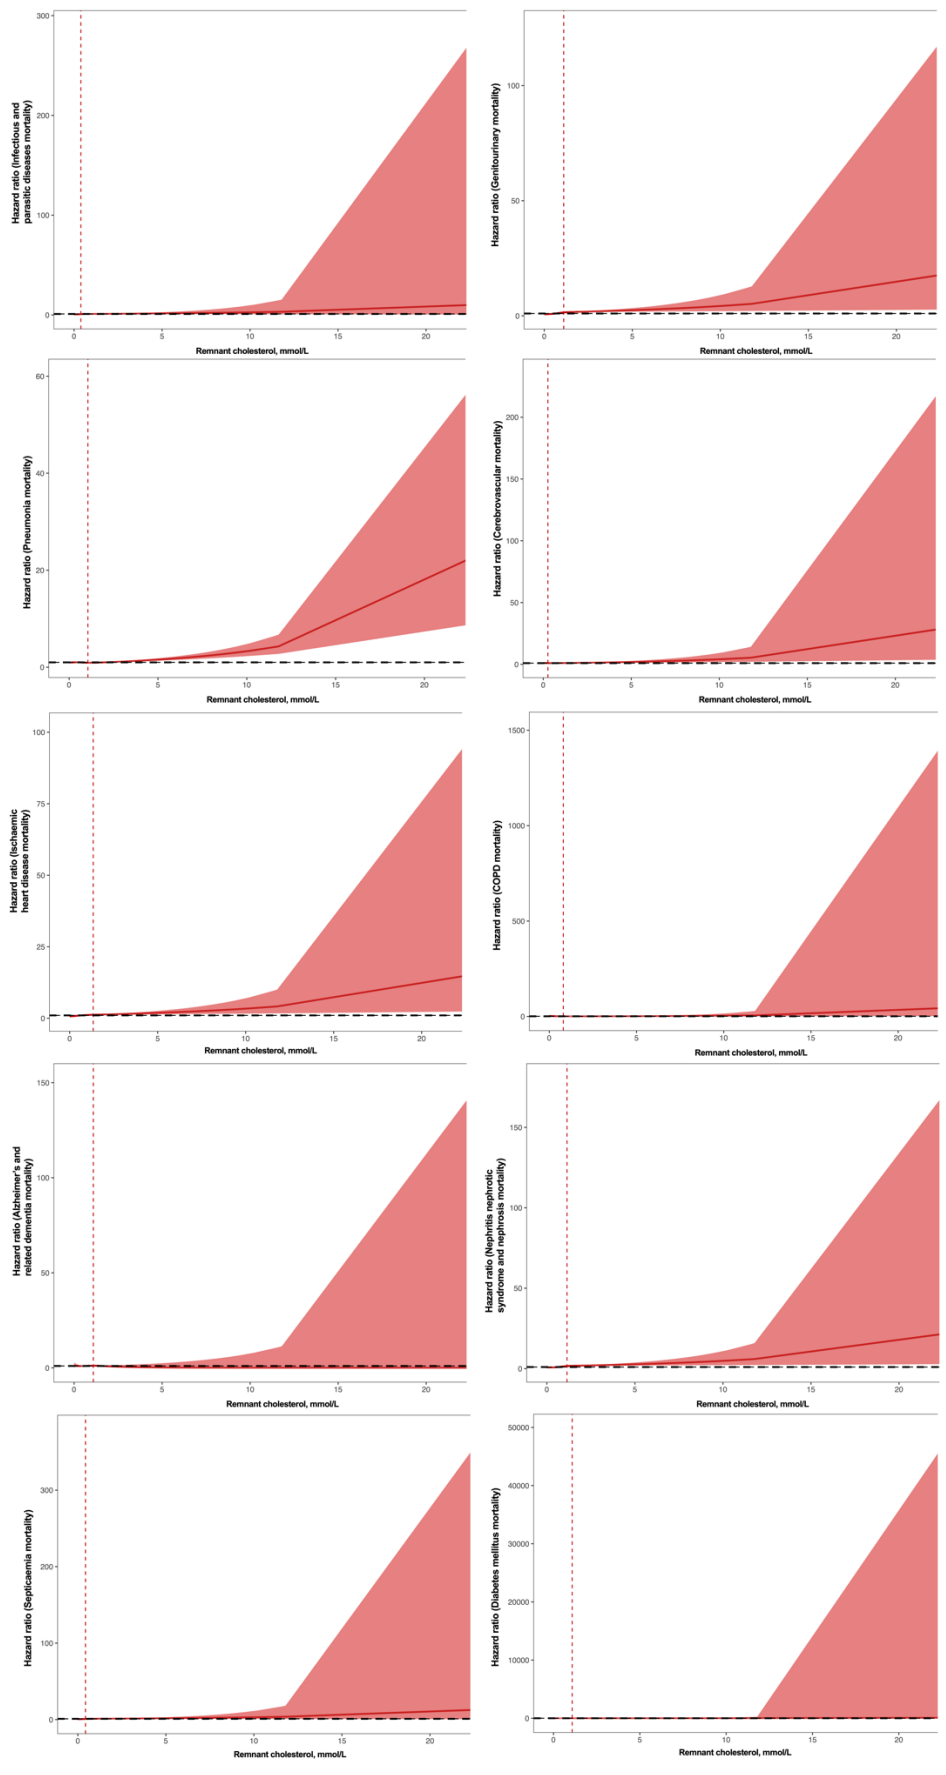 300
200
100
0
Hazard ratio (Infectious and
parasitic diseases mortality)
0 5 10 15 20
Remnant cholesterol, mmol/L
100
50
0
Hazard ratio (Genitourinary mortality)
0 5 10 15 20
Remnant cholesterol, mmol/L
60
40
20
0
Hazard ratio (Pneumonia mortality)
0 5 10 15 20
Remnant cholesterol, mmol/L
200
150
100
50
0
Hazard ratio (Cerebrovascular mortality)
0 5 10 15 20
Remnant cholesterol, mmol/L
100
75
50
25
0
Hazard ratio (Ischaemic
heart disease mortality)
0 5 10 15 20
Remnant cholesterol, mmol/L
1500
1000
500
0
Hazard ratio (COPD mortality)
0 5 10 15 20
Remnant cholesterol, mmol/L
150
100
50
0
Hazard ratio (Alzheimer's and
related dementia mortality)
0 5 10 15 20
Remnant cholesterol, mmol/L
150
100
50
0
Hazard ratio (Nephritis nephrotic
syndrome and nephrosis mortality)
0 5 10 15 20
Remnant cholesterol, mmol/L
300
200
100
0
Hazard ratio (Septicaemia mortality)
0 5 10 15 20
Remnant cholesterol, mmol/L
50000
40000
30000
20000
10000
0
Hazard ratio (Diabetes mellitus mortality)
0 5 10 15 20
Remnant cholesterol, mmol/L